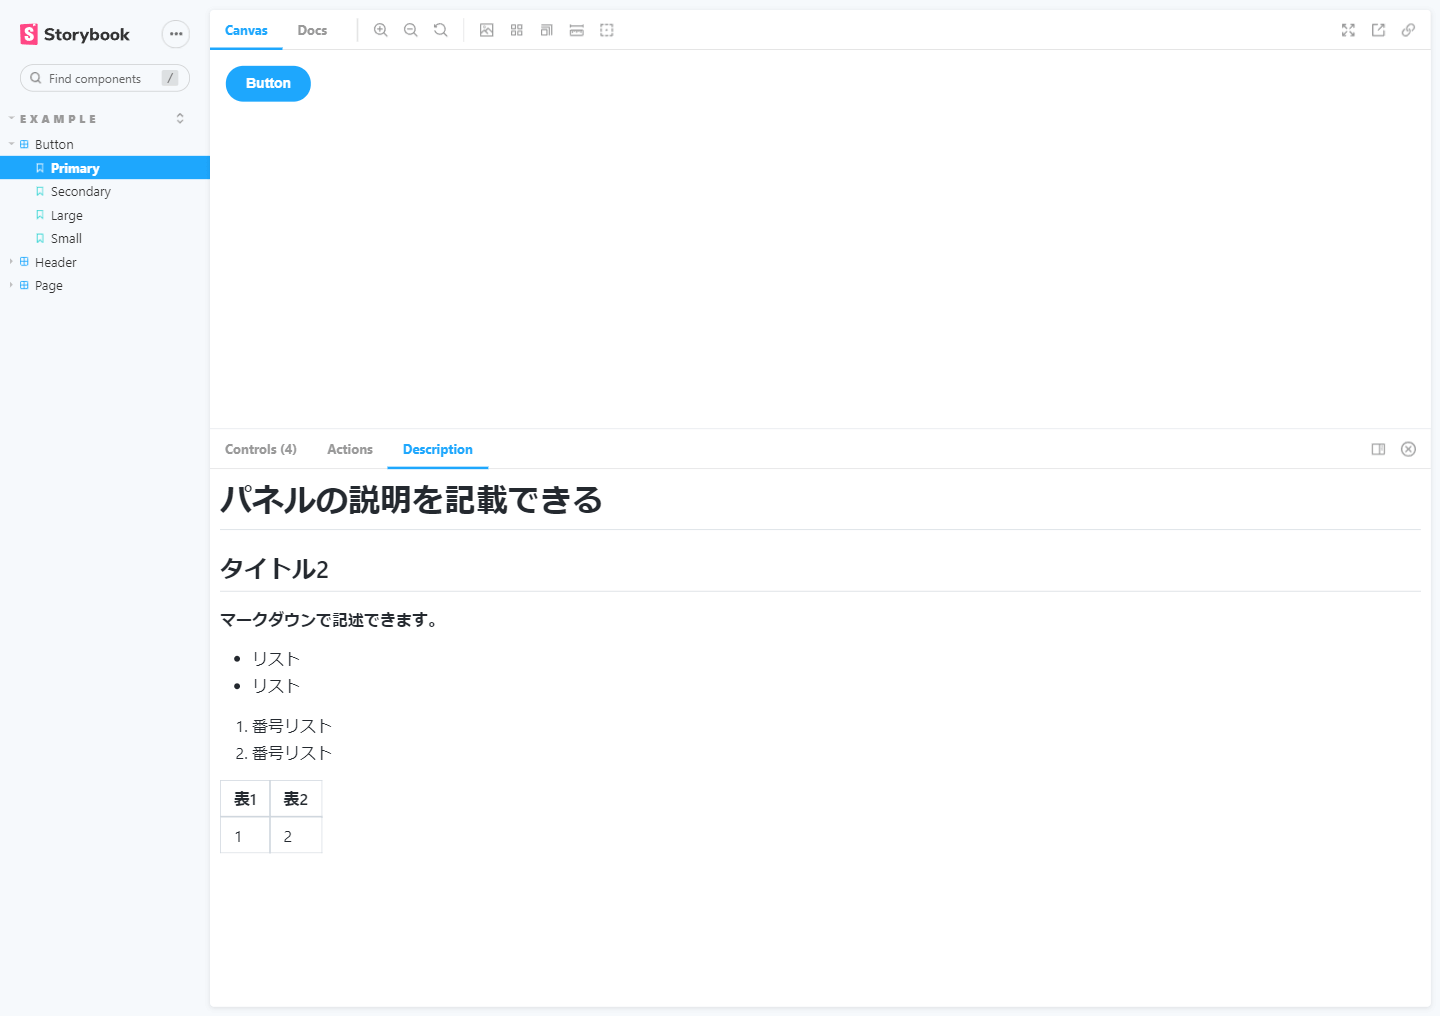 Storybook
Find components /
EXAMPLE
Button
Primary
Secondary
Large
Small
Header
Page
Canvas Docs
Button
Controls (4) Actions Description
パネルの説明を記載できる
タイトル2
マークダウンで記述できます。
• リスト
• リスト
1. 番号リスト
2. 番号リスト
表1 表2
1 2